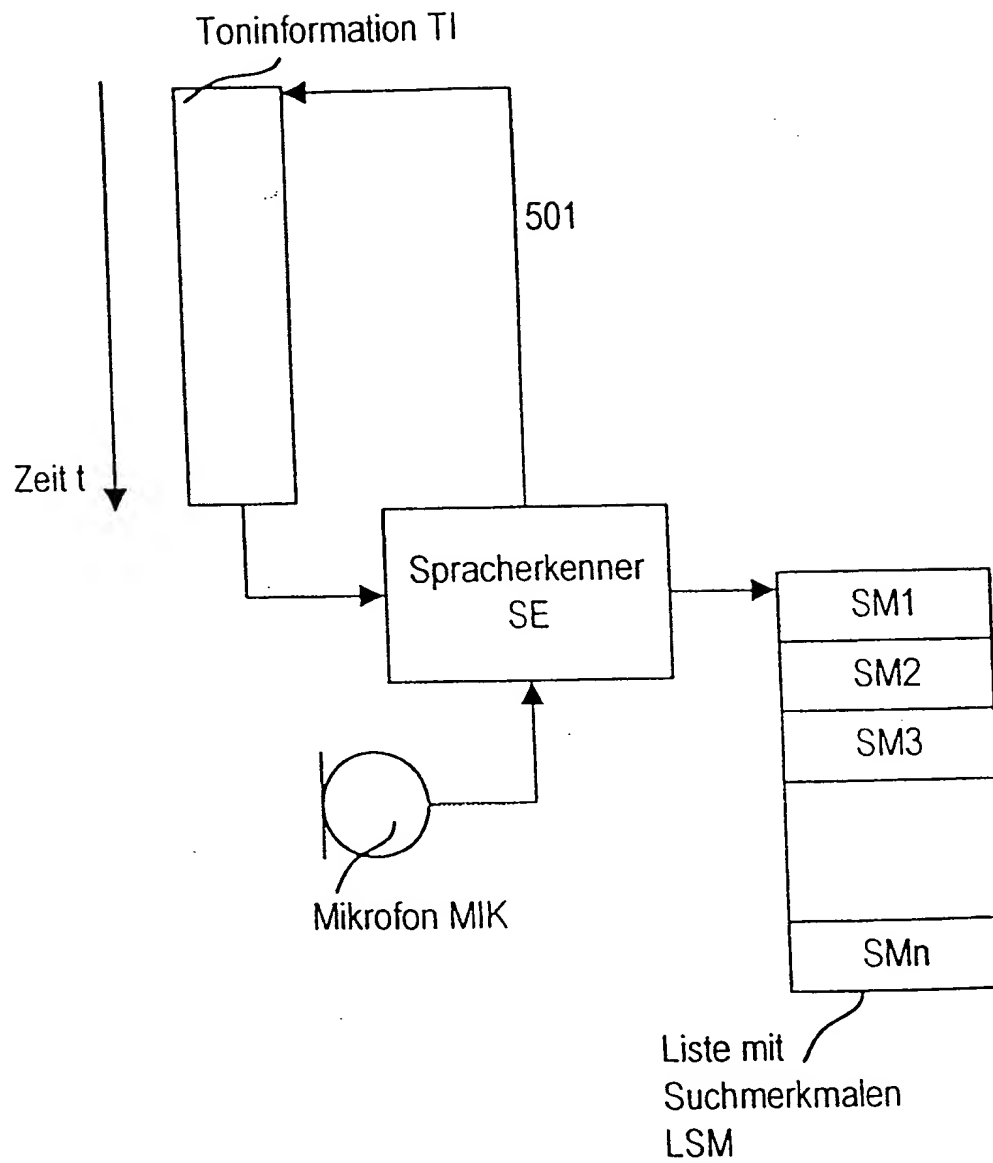 Toninformation TI
501
Zeit t
Spracherkenner
SE
SM1
SM2
SM3
SMn
Mikrofon MIK
Liste mit
Suchmerkmalen
LSM